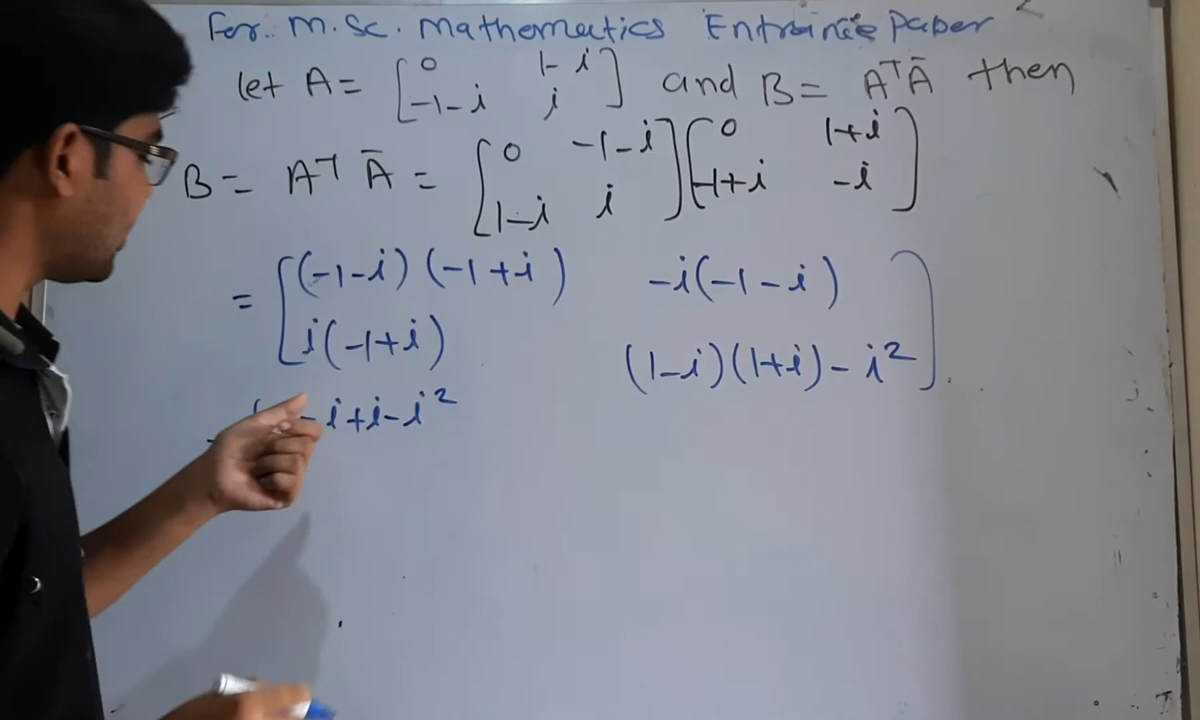 For. M.Sc. Mathematics Entrance Paper
let A = [0 1-i] and B = AᵀĀ then
[-1-i i]
B = Aᵀ Ā = [0 -1-i] [0 1+i]
[1-i i] [-1+i -i]
= [(-1-i)(-1+i) -i(-1-i)]
[i(-1+i) (1-i)(1+i)-i²]
-i+i-i²